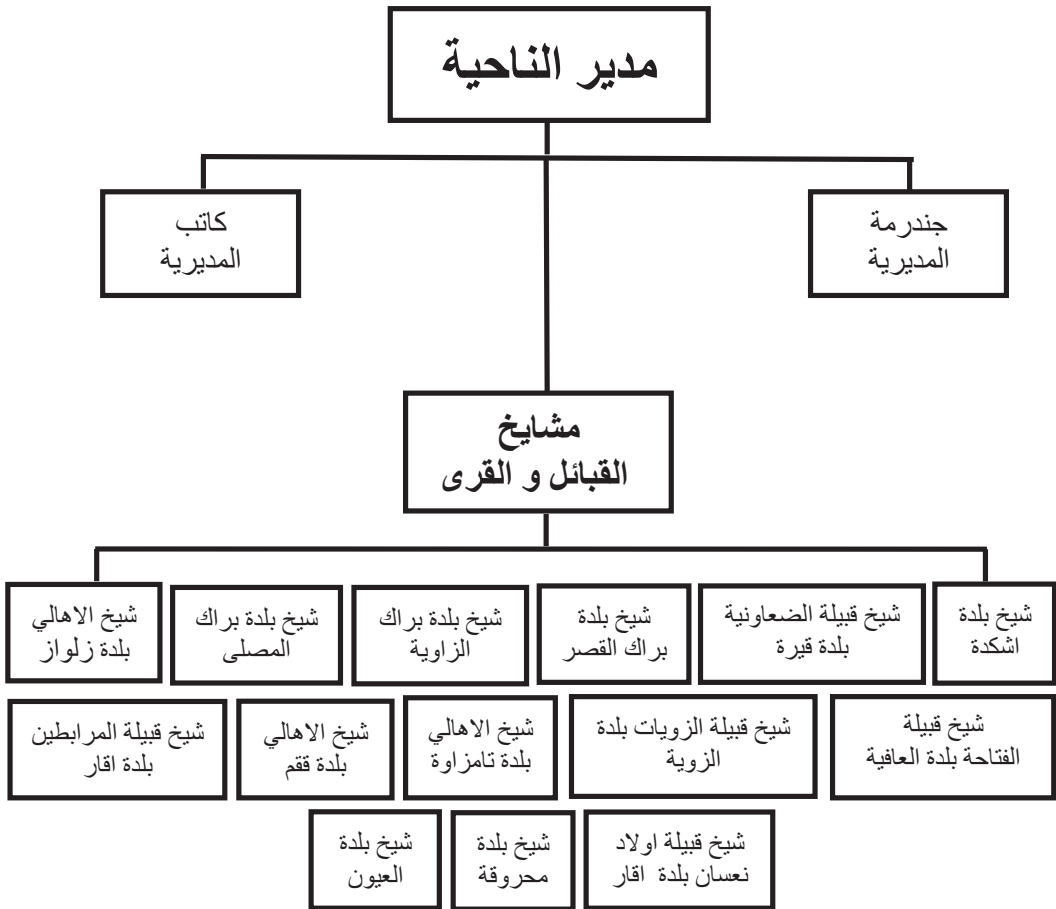 مدير الناحية
جندرمة
المديرية
كاتب
المديرية
مشايخ
القبائل و القرى
شيخ بلدة
اشكدة
شيخ قبيلة الضعاونية
بلدة قيرة
شيخ بلدة
براك القصر
شيخ بلدة براك
الزاوية
شيخ بلدة براك
المصلى
شيخ الاهالي
بلدة زلواز
شيخ قبيلة
الفتاحة بلدة العافية
شيخ قبيلة الزويات بلدة
الزوية
شيخ الاهالي
بلدة تامزاوة
شيخ الاهالي
بلدة ققم
شيخ قبيلة المرابطين
بلدة اقار
شيخ قبيلة اولاد
نعسان بلدة اقار
شيخ بلدة
محروقة
شيخ بلدة
العيون